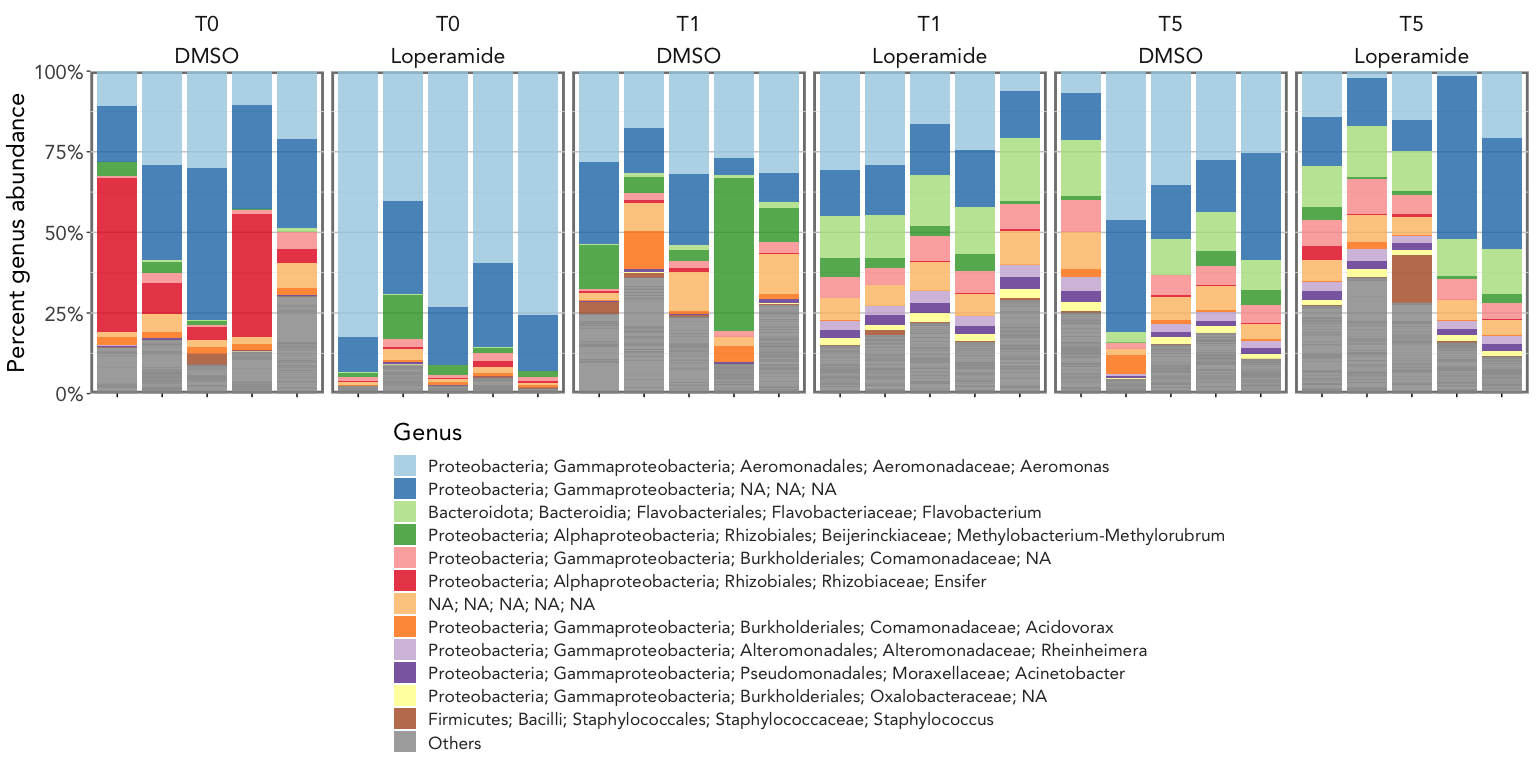 T0 T0 T1 T1 T5 T5
DMSO Loperamide DMSO Loperamide DMSO Loperamide
Percent genus abundance
100%
75%
50%
25%
0%
Genus
Proteobacteria; Gammaproteobacteria; Aeromonadales; Aeromonadaceae; Aeromonas
Proteobacteria; Gammaproteobacteria; NA; NA; NA
Bacteroidota; Bacteroidia; Flavobacteriales; Flavobacteriaceae; Flavobacterium
Proteobacteria; Alphaproteobacteria; Rhizobiales; Beijerinckiaceae; Methylobacterium-Methylorubrum
Proteobacteria; Gammaproteobacteria; Burkholderiales; Comamonadaceae; NA
Proteobacteria; Alphaproteobacteria; Rhizobiales; Rhizobiaceae; Ensifer
NA; NA; NA; NA; NA
Proteobacteria; Gammaproteobacteria; Burkholderiales; Comamonadaceae; Acidovorax
Proteobacteria; Gammaproteobacteria; Alteromonadales; Alteromonadaceae; Rheinheimera
Proteobacteria; Gammaproteobacteria; Pseudomonadales; Moraxellaceae; Acinetobacter
Proteobacteria; Gammaproteobacteria; Burkholderiales; Oxalobacteraceae; NA
Firmicutes; Bacilli; Staphylococcales; Staphylococcaceae; Staphylococcus
Others